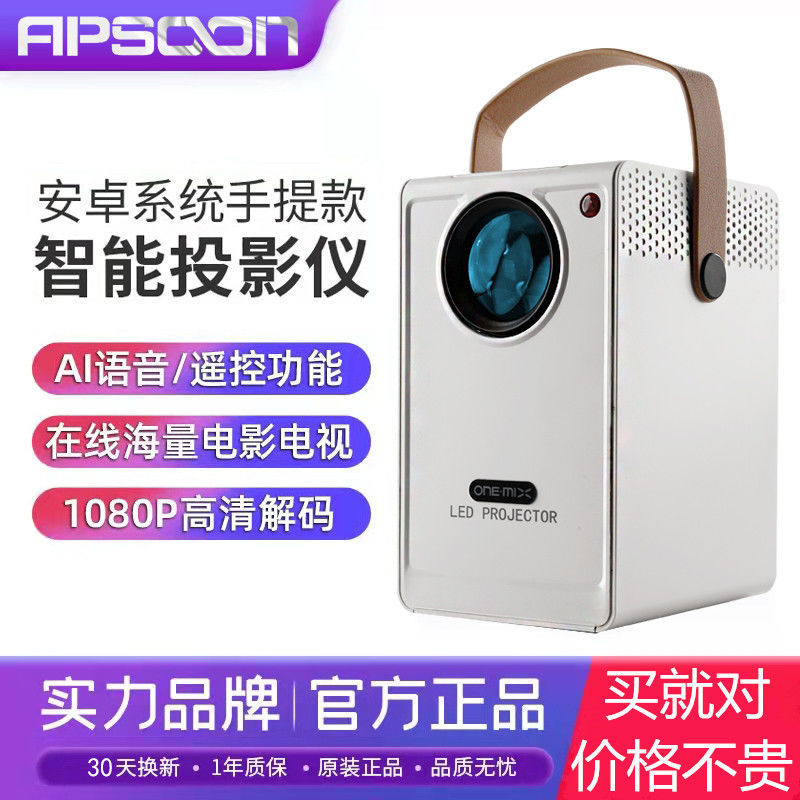 APSOON
安卓系统手提款
智能投影仪
AI语音/遥控功能
在线海量电影电视
1080P高清解码
ONE-MIX
LED PROJECTOR
实力品牌 | 官方正品
30天换新 · 1年质保 · 原装正品 · 品质无忧
买就对
价格不贵